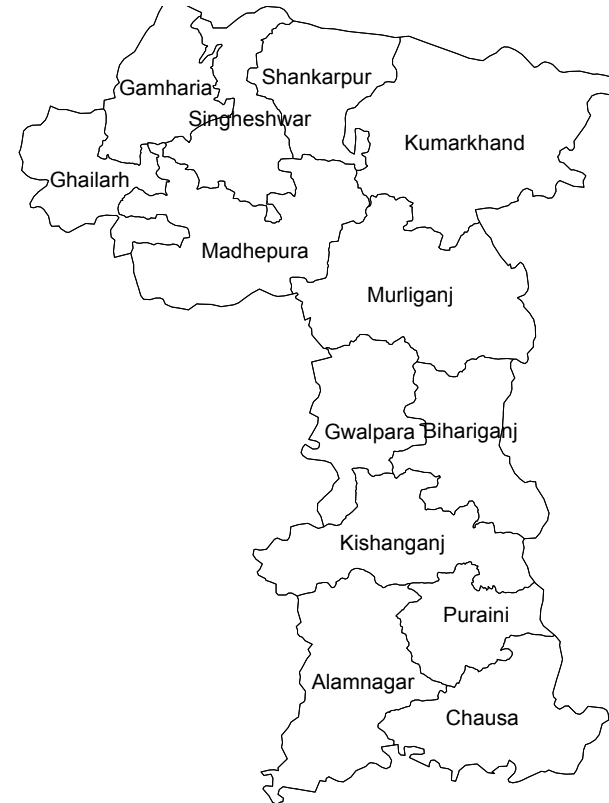 Shankarpur
Gamharia
Singheshwar
Kumarkhand
Ghailarh
Madhepura
Murliganj
Gwalpara
Bihariganj
Kishanganj
Puraini
Alamnagar
Chausa